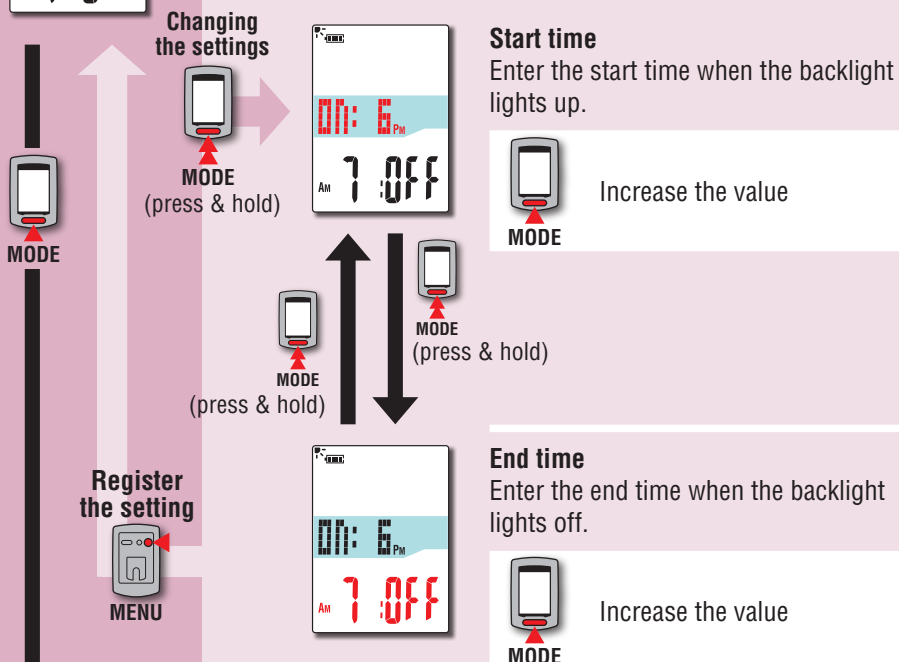 Changing
the settings
MODE
(press & hold)
MODE
ON: 6 PM
AM 7 :OFF
Start time
Enter the start time when the backlight
lights up.
MODE
Increase the value
MODE
(press & hold)
MODE
(press & hold)
Register
the setting
MENU
ON: 6 PM
AM 7 :OFF
End time
Enter the end time when the backlight
lights off.
MODE
Increase the value